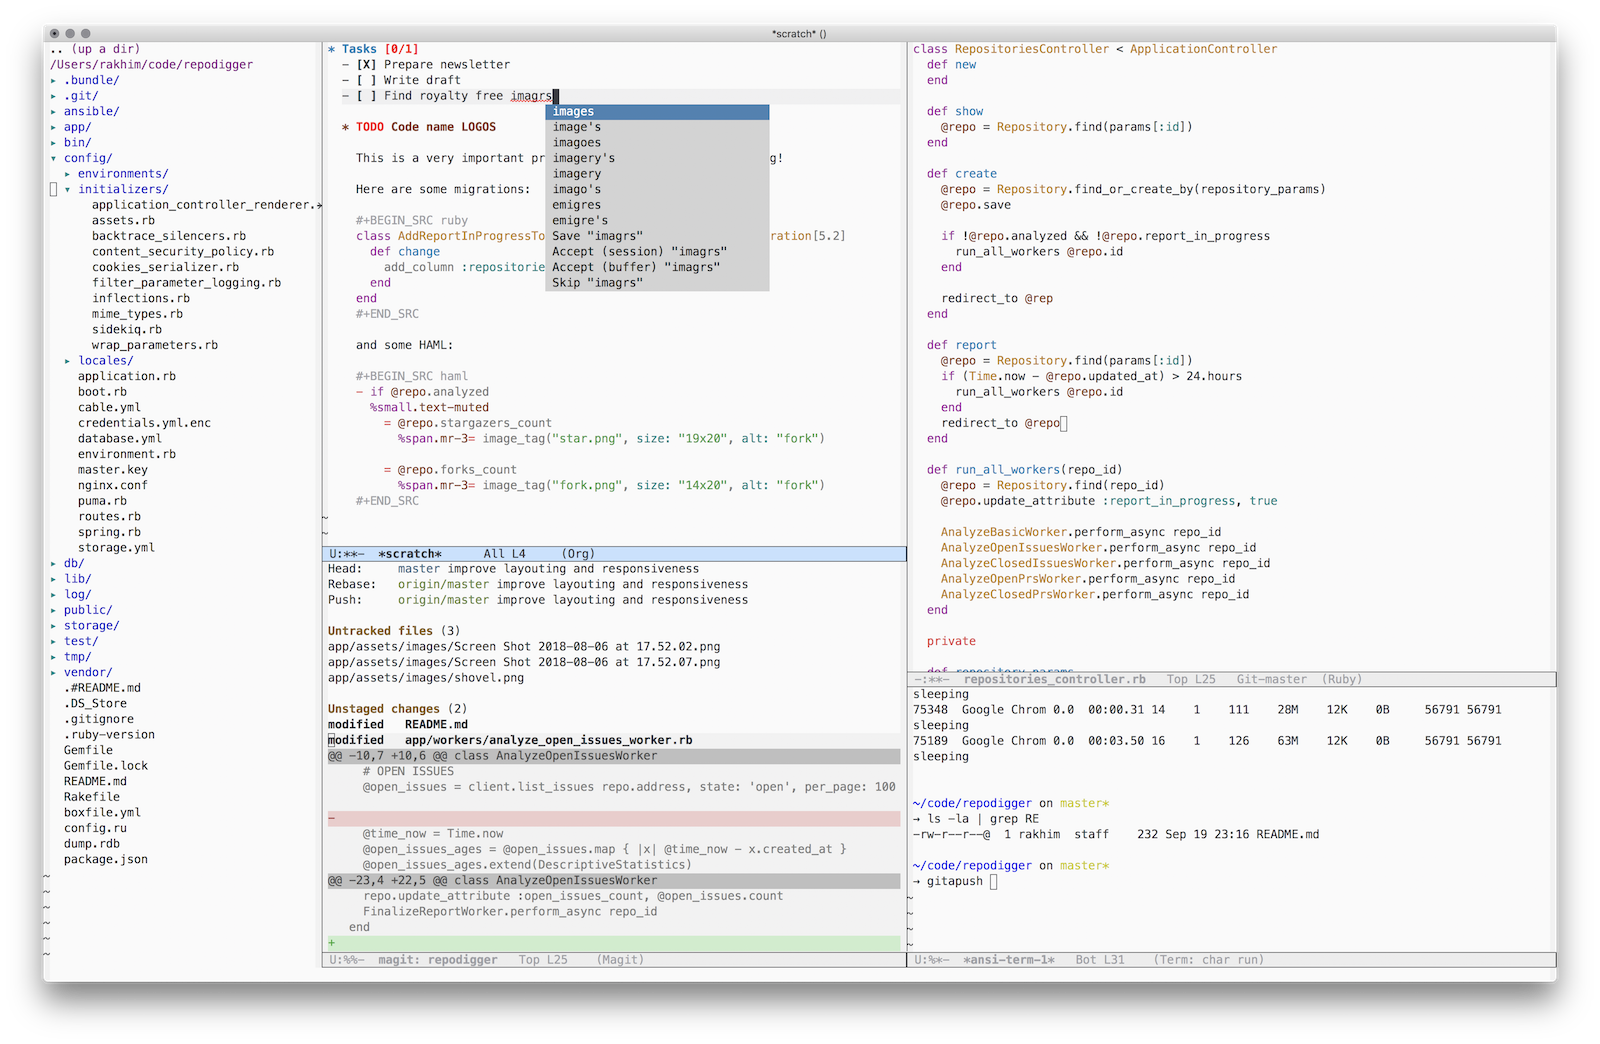 *scratch* ()
.. (up a dir)
/Users/rakhim/code/repodigger
▸ .bundle/
▸ .git/
▸ ansible/
▸ app/
▸ bin/
▾ config/
▸ environments/
▾ initializers/
application_controller_renderer.
assets.rb
backtrace_silencers.rb
content_security_policy.rb
cookies_serializer.rb
filter_parameter_logging.rb
inflections.rb
mime_types.rb
sidekiq.rb
wrap_parameters.rb
▸ locales/
application.rb
boot.rb
cable.yml
credentials.yml.enc
database.yml
environment.rb
master.key
nginx.conf
puma.rb
routes.rb
spring.rb
storage.yml
▸ db/
▸ lib/
▸ log/
▸ public/
▸ storage/
▸ test/
▸ tmp/
▸ vendor/
.#README.md
.DS_Store
.gitignore
.ruby-version
Gemfile
Gemfile.lock
README.md
Rakefile
boxfile.yml
config.ru
dump.rdb
package.json
~
~
~
~
~
~
* Tasks [0/1]
- [X] Prepare newsletter
- [ ] Write draft
- [ ] Find royalty free imagrs
images
image's
imagoes
imagery's
imagery
imago's
emigres
emigre's
Save "imagrs"
Accept (session) "imagrs"
Accept (buffer) "imagrs"
Skip "imagrs"
* TODO Code name LOGOS
This is a very important pr g!
Here are some migrations:
#+BEGIN_SRC ruby
class AddReportInProgressTo ration[5.2]
def change
add_column :repositorie
end
end
#+END_SRC
and some HAML:
#+BEGIN_SRC haml
- if @repo.analyzed
%small.text-muted
= @repo.stargazers_count
%span.mr-3= image_tag("star.png", size: "19x20", alt: "fork")
= @repo.forks_count
%span.mr-3= image_tag("fork.png", size: "14x20", alt: "fork")
#+END_SRC
~
~
U:**- *scratch* All L4 (Org)
Head: master improve layouting and responsiveness
Rebase: origin/master improve layouting and responsiveness
Push: origin/master improve layouting and responsiveness
Untracked files (3)
app/assets/images/Screen Shot 2018-08-06 at 17.52.02.png
app/assets/images/Screen Shot 2018-08-06 at 17.52.07.png
app/assets/images/shovel.png
Unstaged changes (2)
modified README.md
modified app/workers/analyze_open_issues_worker.rb
@@ -10,7 +10,6 @@ class AnalyzeOpenIssuesWorker
# OPEN ISSUES
@open_issues = client.list_issues repo.address, state: 'open', per_page: 100
-
@time_now = Time.now
@open_issues_ages = @open_issues.map { |x| @time_now - x.created_at }
@open_issues_ages.extend(DescriptiveStatistics)
@@ -23,4 +22,5 @@ class AnalyzeOpenIssuesWorker
repo.update_attribute :open_issues_count, @open_issues.count
FinalizeReportWorker.perform_async repo_id
end
+
U:%%- magit: repodigger Top L25 (Magit)
class RepositoriesController < ApplicationController
def new
end
def show
@repo = Repository.find(params[:id])
end
def create
@repo = Repository.find_or_create_by(repository_params)
@repo.save
if !@repo.analyzed && !@repo.report_in_progress
run_all_workers @repo.id
end
redirect_to @rep
end
def report
@repo = Repository.find(params[:id])
if (Time.now - @repo.updated_at) > 24.hours
run_all_workers @repo.id
end
redirect_to @repo
end
def run_all_workers(repo_id)
@repo = Repository.find(repo_id)
@repo.update_attribute :report_in_progress, true
AnalyzeBasicWorker.perform_async repo_id
AnalyzeOpenIssuesWorker.perform_async repo_id
AnalyzeClosedIssuesWorker.perform_async repo_id
AnalyzeOpenPrsWorker.perform_async repo_id
AnalyzeClosedPrsWorker.perform_async repo_id
end
private
def repository_params
-:**- repositories_controller.rb Top L25 Git-master (Ruby)
sleeping
75348 Google Chrom 0.0 00:00.31 14 1 111 28M 12K 0B 56791 56791
sleeping
75189 Google Chrom 0.0 00:03.50 16 1 126 63M 12K 0B 56791 56791
sleeping
~/code/repodigger on master*
→ ls -la | grep RE
-rw-r--r--@ 1 rakhim staff 232 Sep 19 23:16 README.md
~/code/repodigger on master*
→ gitapush
~
~
~
~
U:%*- *ansi-term-1* Bot L31 (Term: char run)